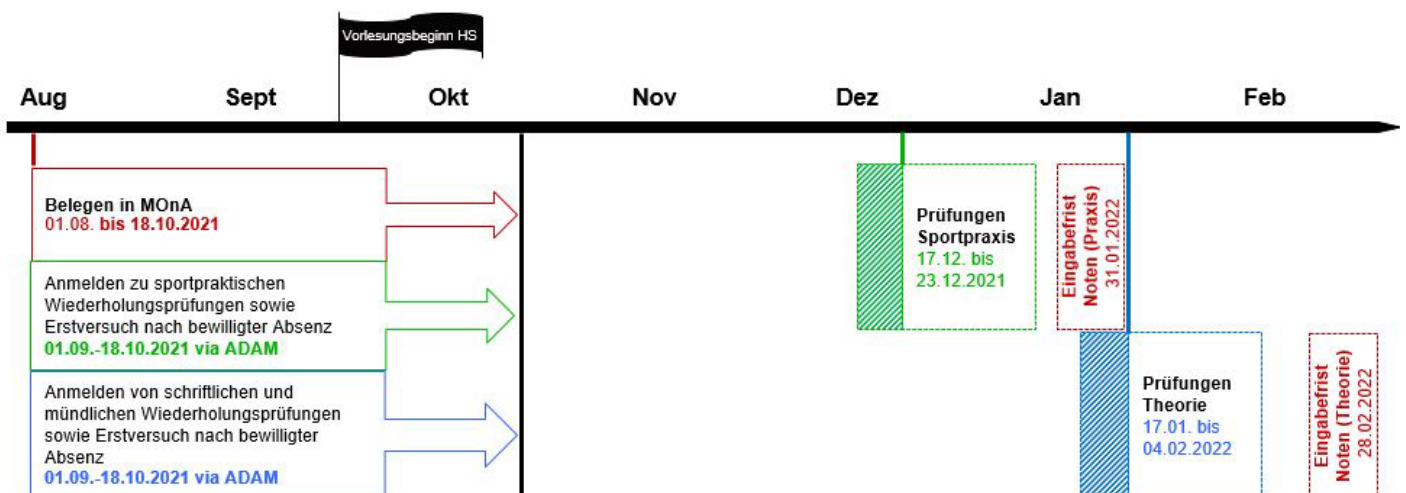 Vorlesungsbeginn HS
Aug Sept Okt Nov Dez Jan Feb
Belegen in MOnA
01.08. bis 18.10.2021
Anmelden zu sportpraktischen
Wiederholungsprüfungen sowie
Erstversuch nach bewilligter Absenz
01.09.-18.10.2021 via ADAM
Anmelden von schriftlichen und
mündlichen Wiederholungsprüfungen
sowie Erstversuch nach bewilligter
Absenz
01.09.-18.10.2021 via ADAM
Prüfungen
Sportpraxis
17.12. bis
23.12.2021
Eingabefrist
Noten (Praxis)
31.01.2022
Prüfungen
Theorie
17.01. bis
04.02.2022
Eingabefrist
Noten (Theorie)
28.02.2022